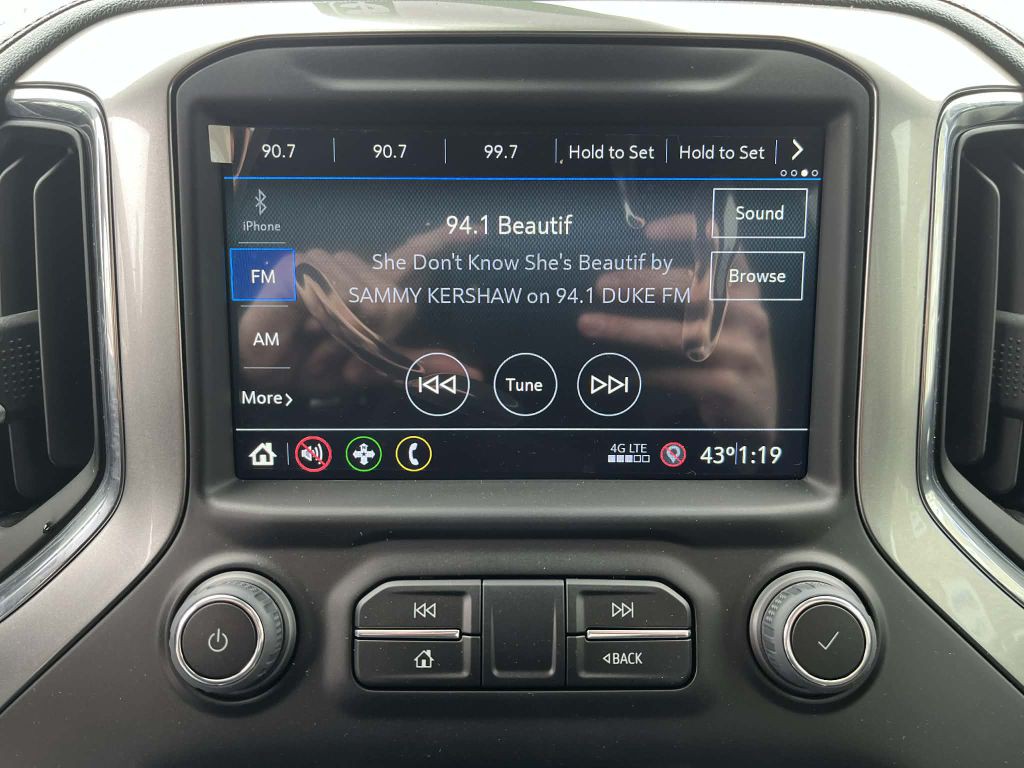 90.7 90.7 99.7 Hold to Set Hold to Set
iPhone
94.1 Beautif
Sound
FM
She Don't Know She's Beautif by
SAMMY KERSHAW on 94.1 DUKE FM
Browse
AM
More
Tune
4G LTE
43° 1:19
BACK